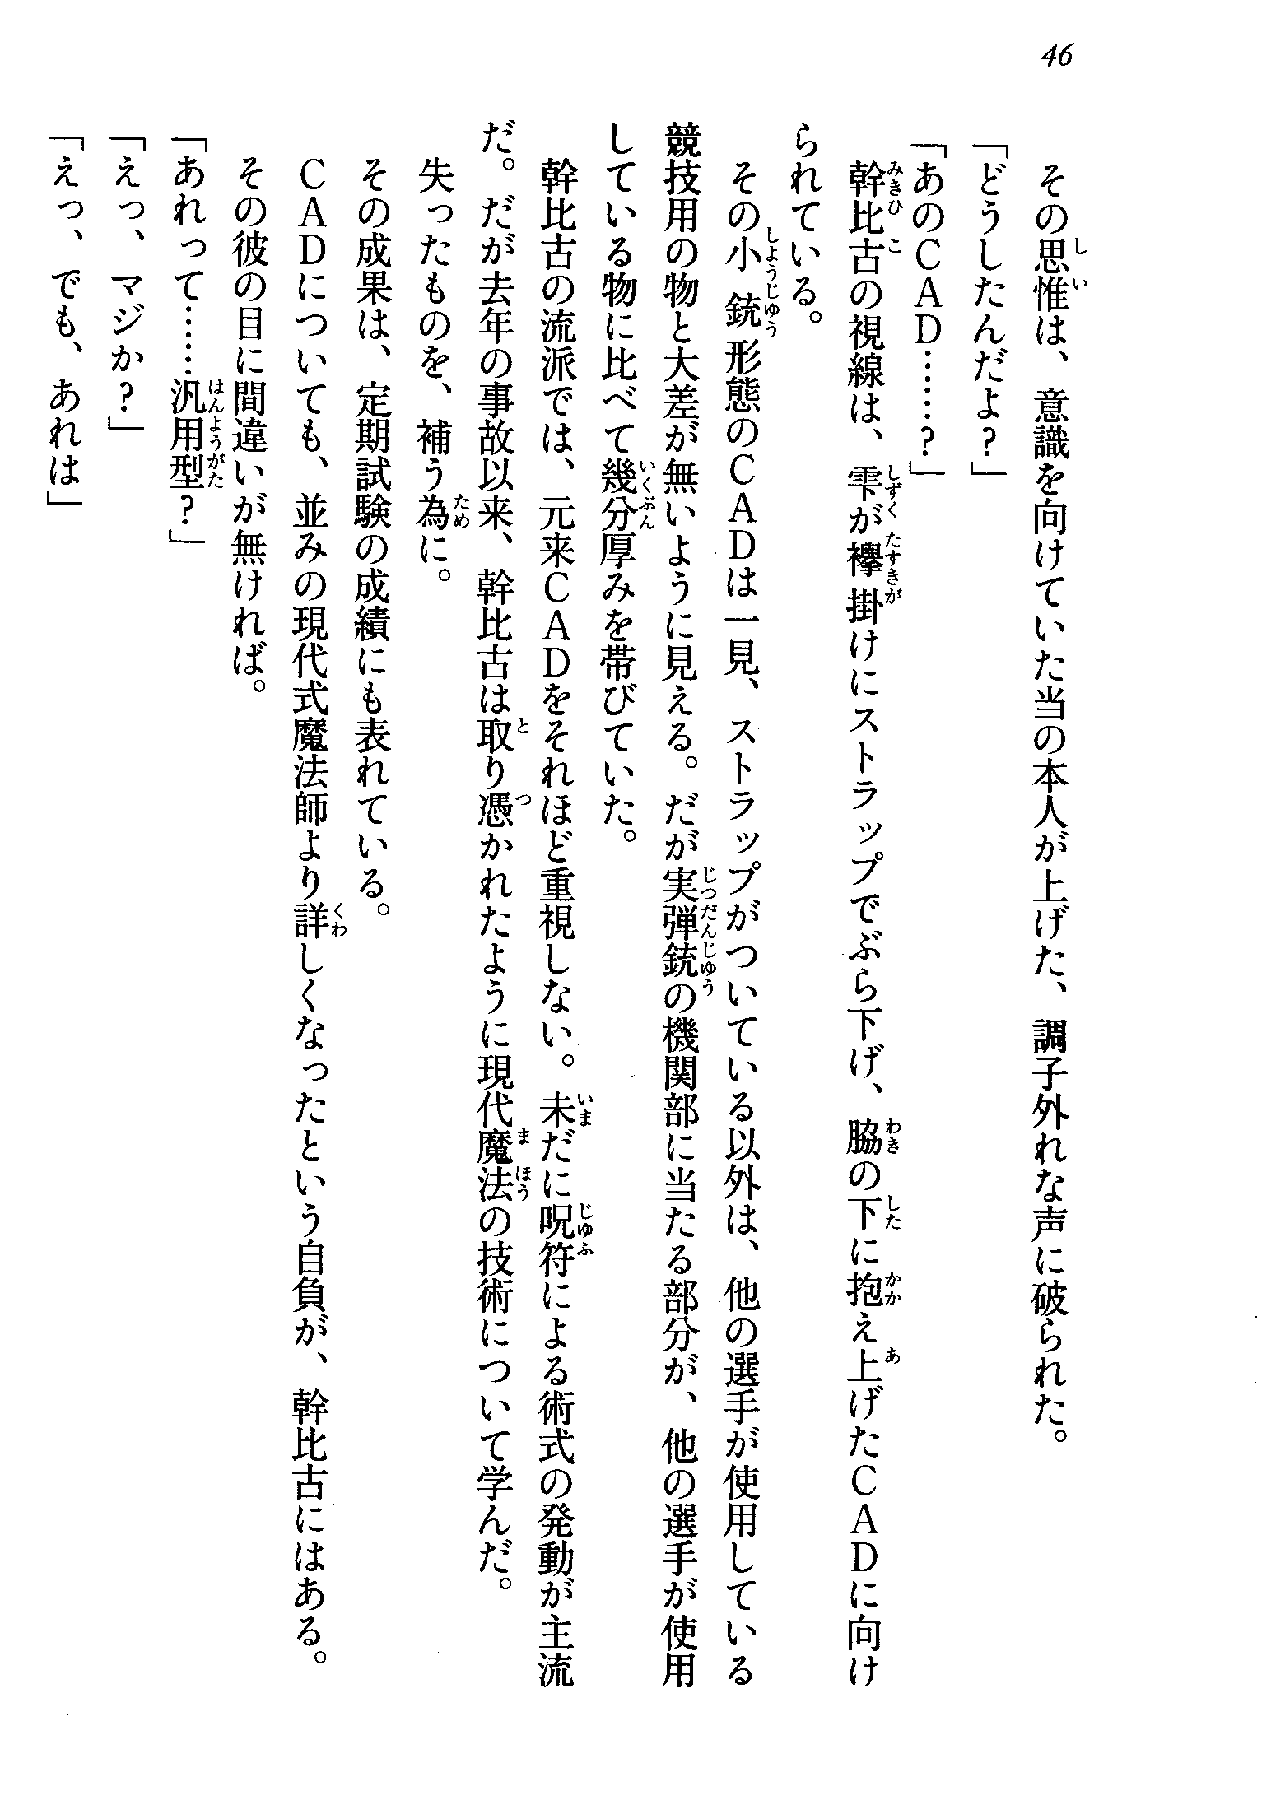 46
その思惟は、意識を向けていた当の本人が上げた、調子外れな声に破られた。
「どうしたんだよ?」
「あのCAD……?」
幹比古の視線は、雫が襷掛けにストラップでぶら下げ、脇の下に抱え上げたCADに向け
られている。
その小銃形態のCADは一見、ストラップがついている以外は、他の選手が使用している
競技用の物と大差が無いように見える。だが実弾銃の機関部に当たる部分が、他の選手が使用
している物に比べて幾分厚みを帯びていた。
幹比古の流派では、元来CADをそれほど重視しない。未だに呪符による術式の発動が主流
だ。だが去年の事故以来、幹比古は取り憑かれたように現代魔法の技術について学んだ。
失ったものを、補う為に。
その成果は、定期試験の成績にも表れている。
CADについても、並みの現代式魔法師より詳しくなったという自負が、幹比古にはある。
その彼の目に間違いが無ければ。
「あれって……汎用型?」
「えっ、マジか?」
「えっ、でも、あれは」